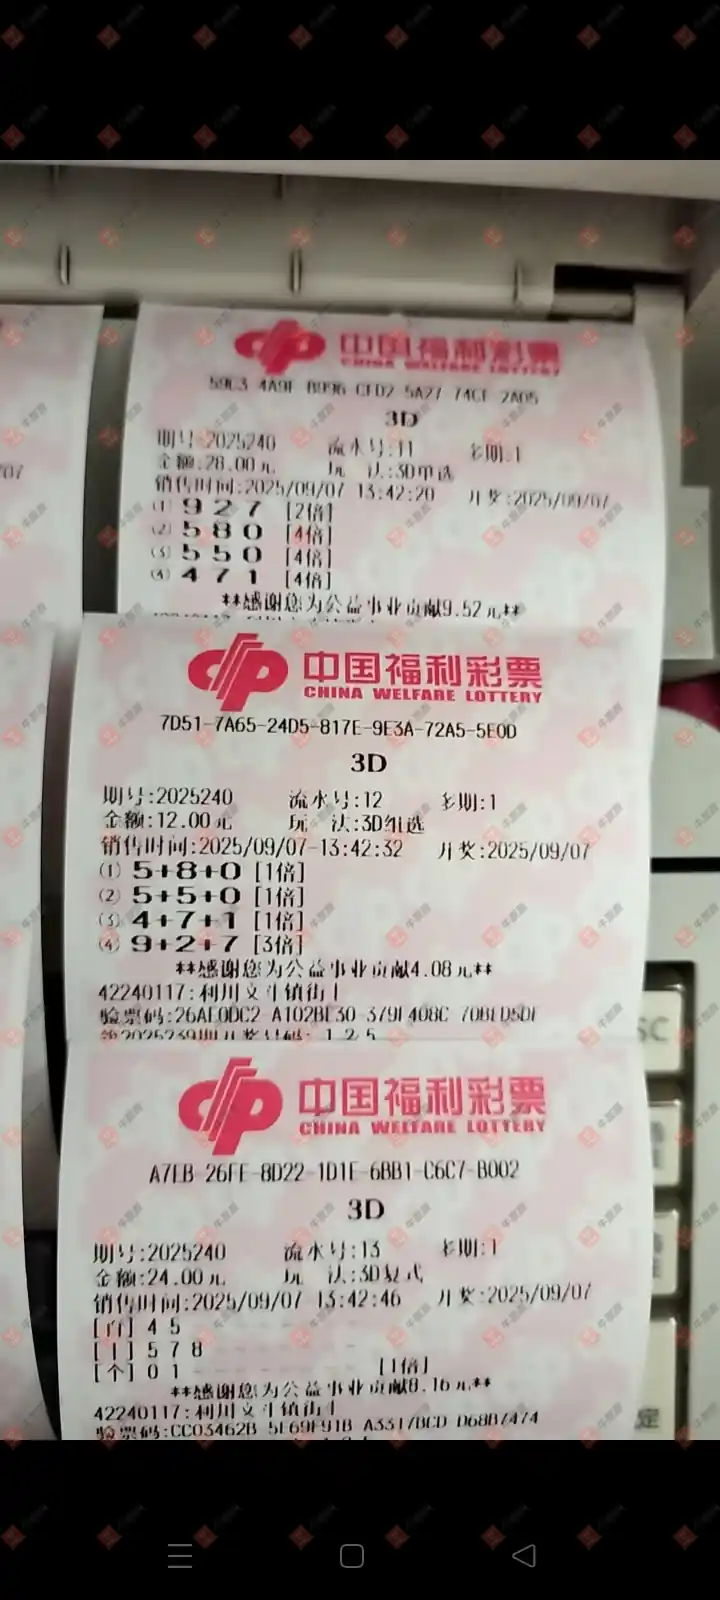 中国福利彩票
CHINA WELFARE LOTTERY
3D
期号:2025240 流水号:11 多期:1
金额:28.00元 玩 法:3D单选
销售时间:2025/09/07 13:42:20 开奖:2025/09/07
(1) 9 2 7 [2倍]
(2) 5 8 0 [4倍]
(3) 5 5 0 [4倍]
(4) 4 7 1 [4倍]
**感谢您为公益事业贡献9.52元**
中国福利彩票
CHINA WELFARE LOTTERY
7D51-7A65-24D5-817E-9E3A-72A5-5E0D
3D
期号:2025240 流水号:12 多期:1
金额:12.00元 玩 法:3D组选
销售时间:2025/09/07-13:42:32 开奖:2025/09/07
(1) 5+8+0 [1倍]
(2) 5+5+0 [1倍]
(3) 4+7+1 [1倍]
(4) 9+2+7 [3倍]
**感谢您为公益事业贡献4.08元**
42240117:利川文斗镇街
中国福利彩票
CHINA WELFARE LOTTERY
A7EB-26FE-8D22-1D1E-6BB1-C6C7-B002
3D
期号:2025240 流水号:13 多期:1
金额:24.00元 玩 法:3D复式
销售时间:2025/09/07 13:42:46 开奖:2025/09/07
[百] 4 5
[十] 5 7 8
[个] 0 1 [1倍]
**感谢您为公益事业贡献8.16元**
42240117:利川文斗镇街